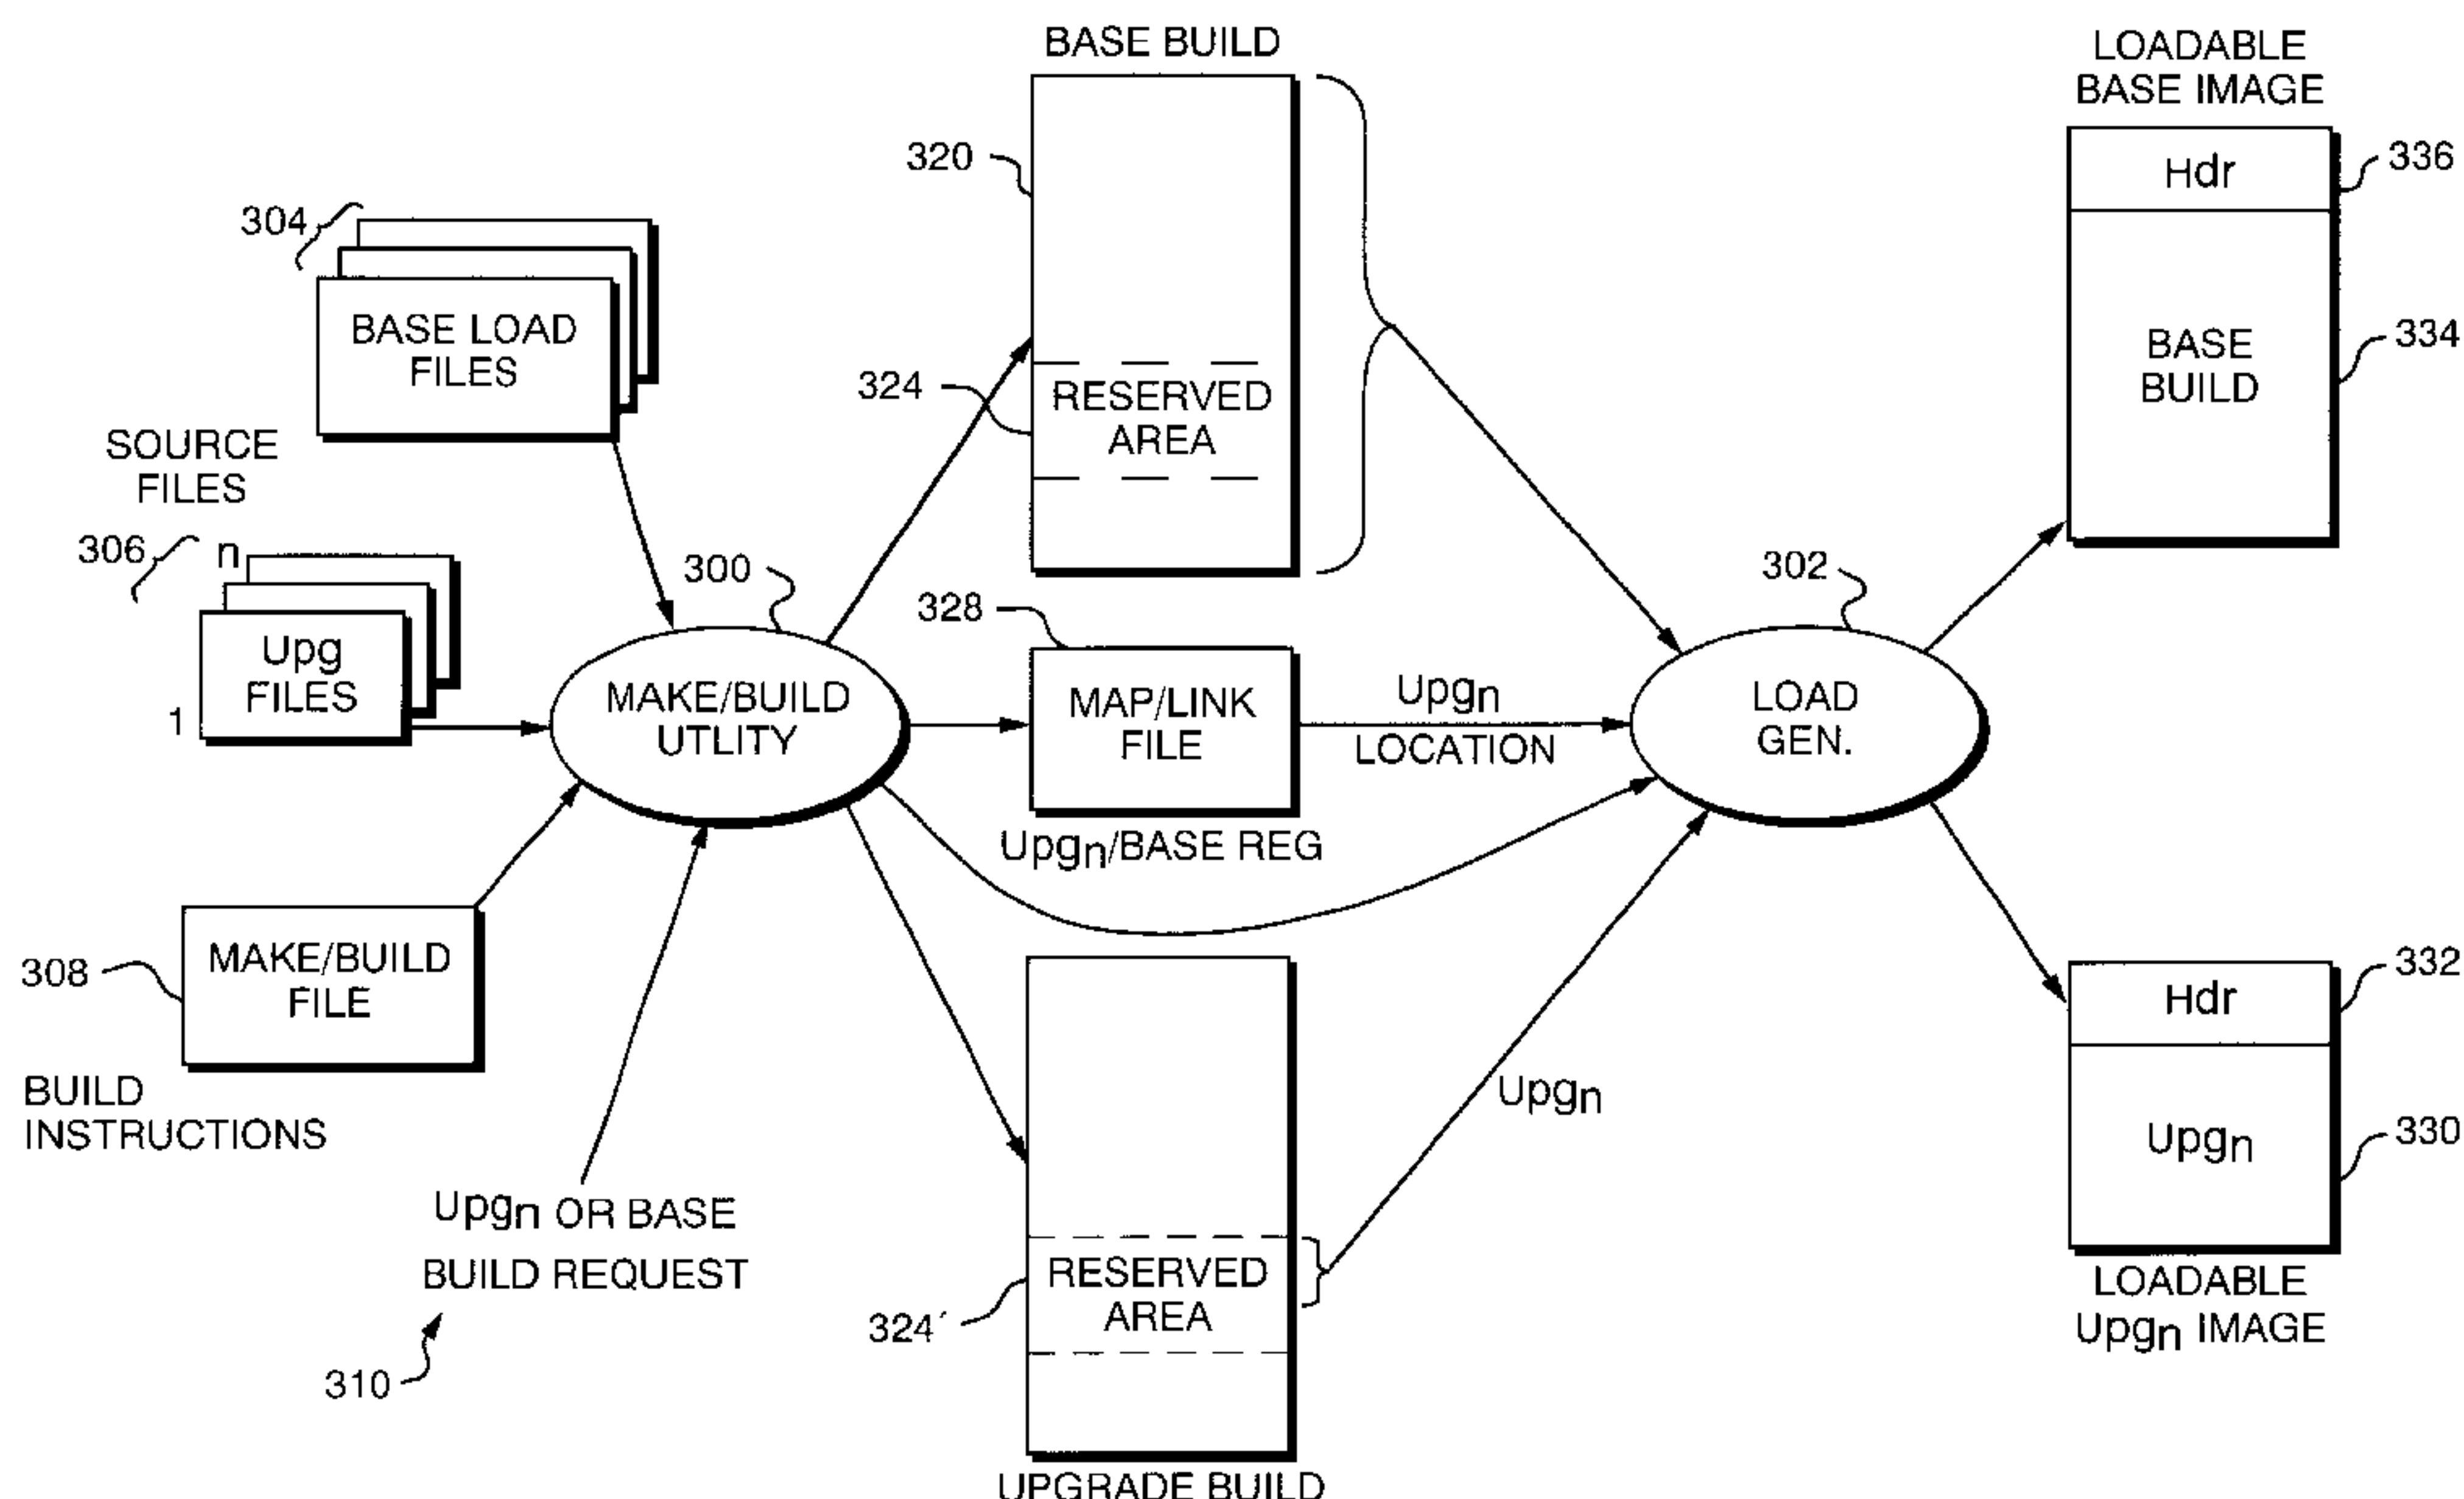 BASE BUILD
LOADABLE
BASE IMAGE
320
Hdr
336
304
BASE LOAD
FILES
334
BASE
BUILD
324
RESERVED
AREA
SOURCE
FILES
306
n
300
302
328
Upg
FILES
1
MAKE/BUILD
UTLITY
MAP/LINK
FILE
Upgn
LOCATION
LOAD
GEN.
Upgn/BASE REG
308
MAKE/BUILD
FILE
332
Hdr
BUILD
INSTRUCTIONS
Upgn
330
Upgn
Upgn OR BASE
BUILD REQUEST
310
RESERVED
AREA
324'
LOADABLE
Upgn IMAGE
UPGRADE BUILD